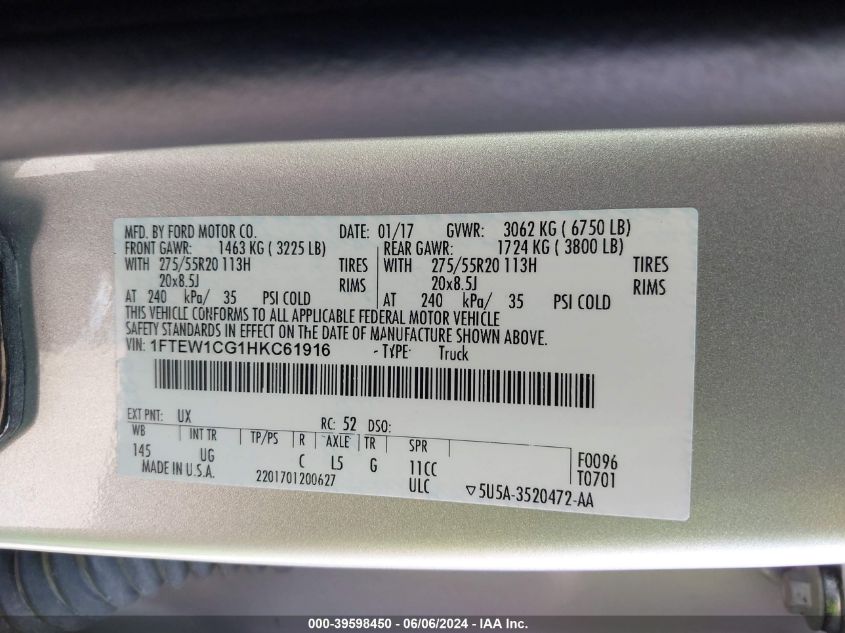 MFD. BY FORD MOTOR CO. DATE: 01/17 GVWR: 3062 KG ( 6750 LB)
FRONT GAWR: 1463 KG ( 3225 LB) REAR GAWR: 1724 KG ( 3800 LB)
WITH 275/55R20 113H TIRES WITH 275/55R20 113H TIRES
20x8.5J RIMS 20x8.5J RIMS
AT 240 kPa/ 35 PSI COLD AT 240 kPa/ 35 PSI COLD
THIS VEHICLE CONFORMS TO ALL APPLICABLE FEDERAL MOTOR VEHICLE
SAFETY STANDARDS IN EFFECT ON ThE DATE OF MANUFACTURE SHOWN ABOVE.
VIN: 1FTEW1CG1HKC61916 - TYPE: Truck
EXT PNT: UX RC: 52 DSO:
WB INT TR TP/PS R AXLE TR SPR
145 UG C L5 G 11CC F0096
MADE IN U.S.A. 2201701200627 ULC ▽5U5A-3520472-AA T0701
000-39598450 - 06/06/2024 - IAA Inc.